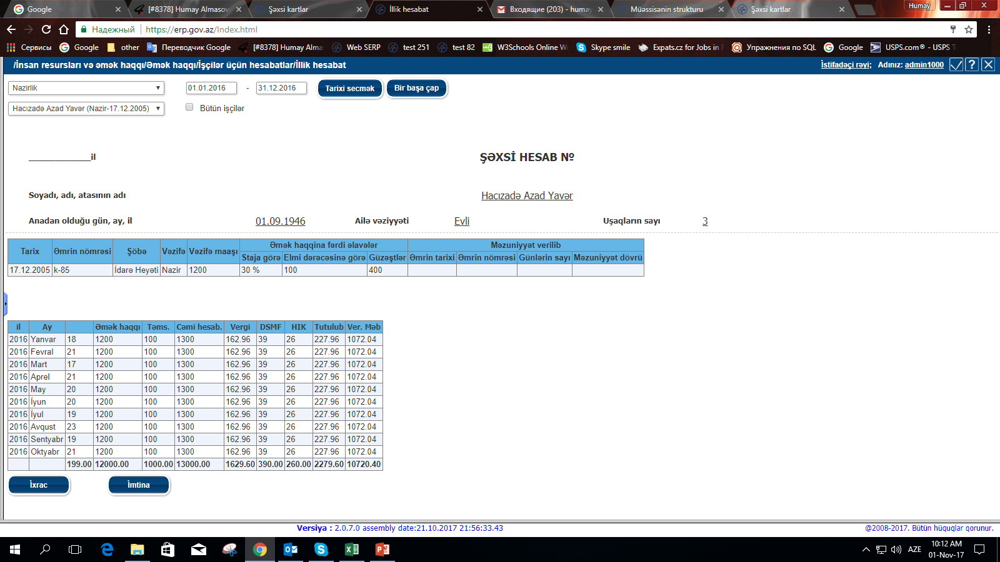 Google [#8378] Humay Almasov Şəxsi kartlar İllik hesabat Входящие (203) - humay Müəssisənin strukturu Şəxsi kartlar Humay
Надежный https://erp.gov.az/Index.html
Сервисы Google other Переводчик Google [#8378] Humay Alma Web SERP test 251 test 82 W3Schools Online W Skype smile Expats.cz for Jobs in Упражнения по SQL Google USPS.com® - USPS T
/İnsan resursları və əmək haqqı/Əmək haqqı/İşçilər üçün hesabatlar/İllik hesabat İstifadəçi rəyi; Adınız: admin1000
Nazirlik 01.01.2016 - 31.12.2016 Tarixi secmək Bir başa çap
Hacızadə Azad Yavər (Nazir-17.12.2005) Bütün işçilər
____________il ŞƏXSİ HESAB №
Soyadı, adı, atasının adı Hacızadə Azad Yavər
Anadan olduğu gün, ay, il 01.09.1946 Ailə vəziyyəti Evli Uşaqların sayı 3
Tarix Əmrin nömrəsi Şöbə Vəzifə Vəzifə maaşı Əmək haqqina fərdi əlavələr Məzuniyyət verilib
Staja görə Elmi dərəcəsinə görə Güzəştlər Əmrin tarixi Əmrin nömrəsi Günlərin sayı Məzuniyyət dövrü
17.12.2005 k-85 İdarə Heyəti Nazir 1200 30 % 100 400
il Ay Əmək haqqı Təms. Cəmi hesab. Vergi DSMF HIK Tutulub Ver. Məb
2016 Yanvar 18 1200 100 1300 162.96 39 26 227.96 1072.04
2016 Fevral 21 1200 100 1300 162.96 39 26 227.96 1072.04
2016 Mart 17 1200 100 1300 162.96 39 26 227.96 1072.04
2016 Aprel 21 1200 100 1300 162.96 39 26 227.96 1072.04
2016 May 20 1200 100 1300 162.96 39 26 227.96 1072.04
2016 İyun 20 1200 100 1300 162.96 39 26 227.96 1072.04
2016 İyul 19 1200 100 1300 162.96 39 26 227.96 1072.04
2016 Avqust 23 1200 100 1300 162.96 39 26 227.96 1072.04
2016 Sentyabr 19 1200 100 1300 162.96 39 26 227.96 1072.04
2016 Oktyabr 21 1200 100 1300 162.96 39 26 227.96 1072.04
199.00 12000.00 1000.00 13000.00 1629.60 390.00 260.00 2279.60 10720.40
İxrac İmtina
Versiya : 2.0.7.0 assembly date:21.10.2017 21:56:33.43 @2008-2017. Bütün hüquqlar qorunur.
AZE 10:12 AM
01-Nov-17